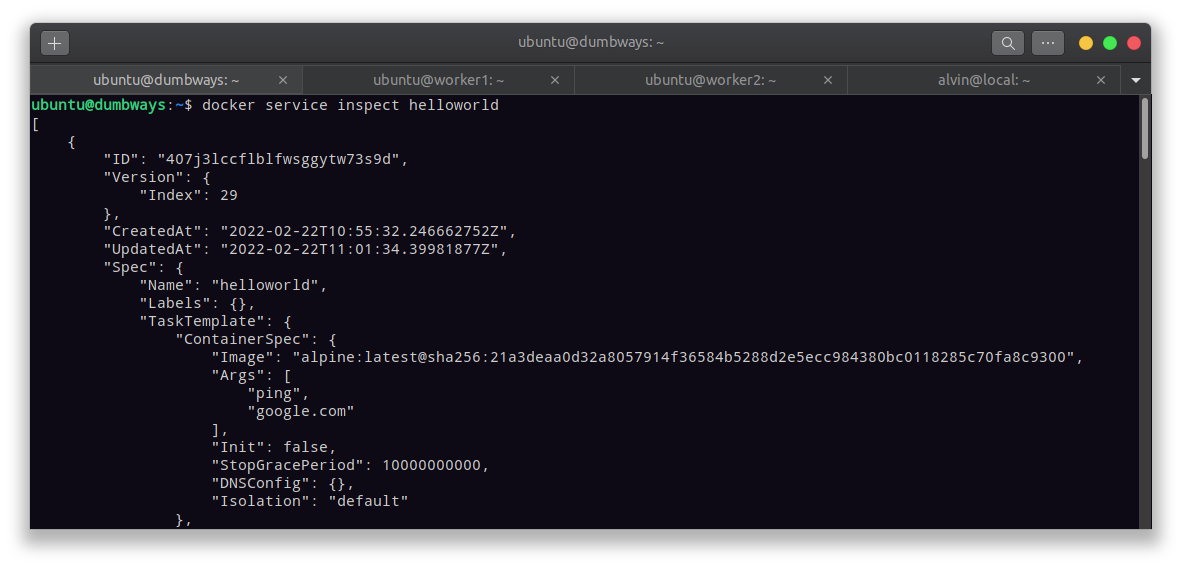 ubuntu@dumbways: ~
ubuntu@dumbways: ~ ubuntu@worker1: ~ ubuntu@worker2: ~ alvin@local: ~
ubuntu@dumbways:~$ docker service inspect helloworld
[
    {
        "ID": "407j3lccflblfwsggytw73s9d",
        "Version": {
            "Index": 29
        },
        "CreatedAt": "2022-02-22T10:55:32.246662752Z",
        "UpdatedAt": "2022-02-22T11:01:34.39981877Z",
        "Spec": {
            "Name": "helloworld",
            "Labels": {},
            "TaskTemplate": {
                "ContainerSpec": {
                    "Image": "alpine:latest@sha256:21a3deaa0d32a8057914f36584b5288d2e5ecc984380bc0118285c70fa8c9300",
                    "Args": [
                        "ping",
                        "google.com"
                    ],
                    "Init": false,
                    "StopGracePeriod": 10000000000,
                    "DNSConfig": {},
                    "Isolation": "default"
                },